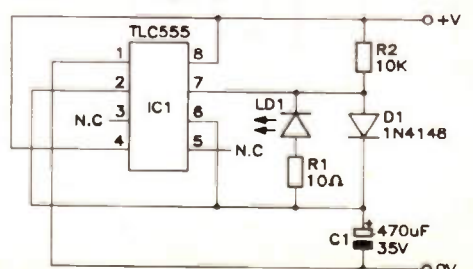 TLC555
1
2
3
4
IC1
8
7
6
5
N.C
N.C
LD1
R1
10Ω
R2
10K
D1
1N4148
C1
+
470uF
35V
+V
0V